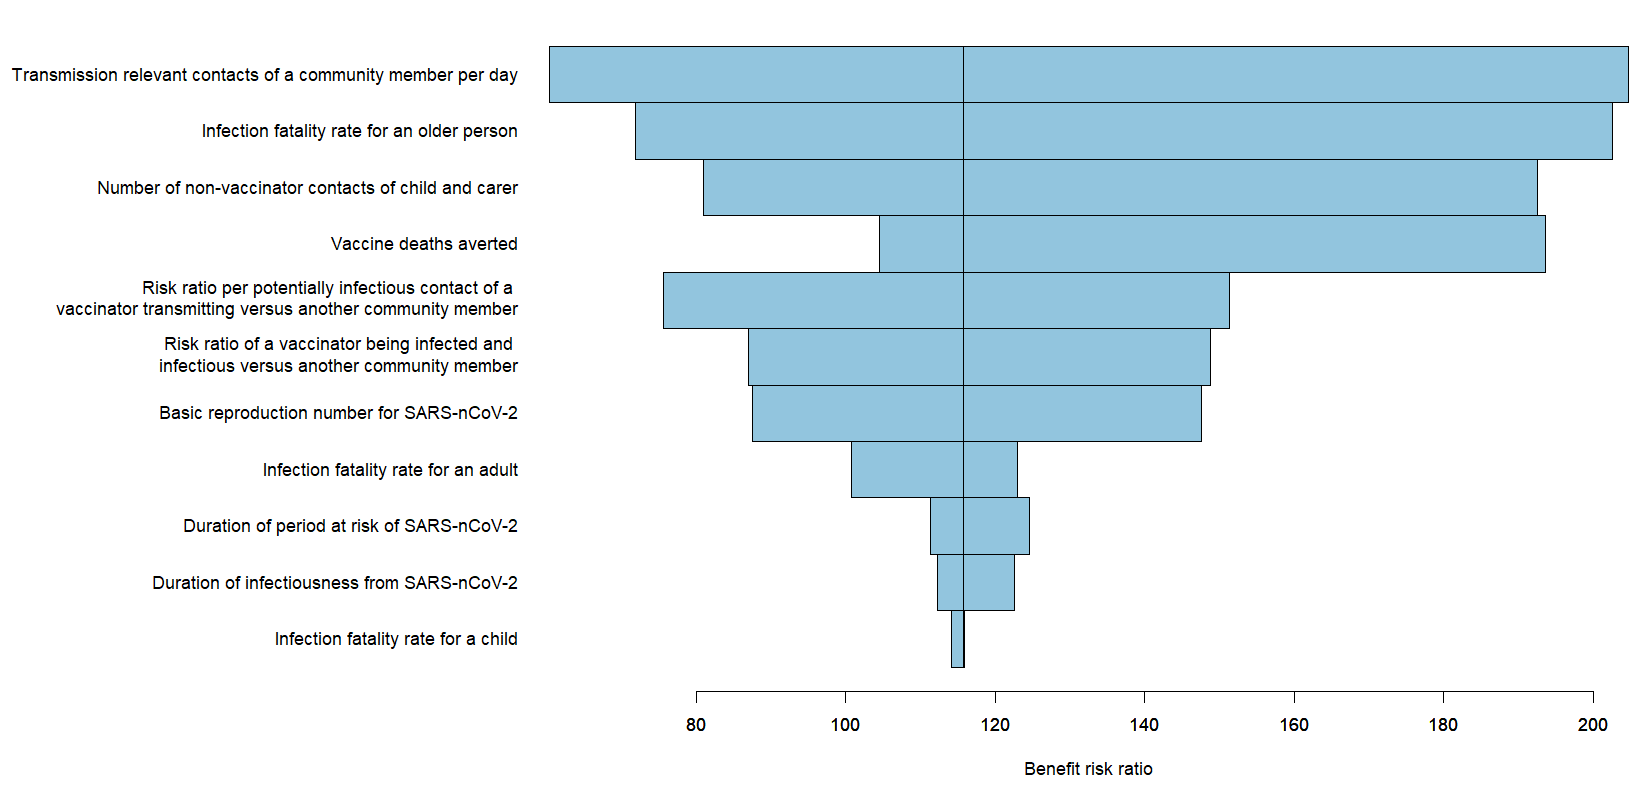 Transmission relevant contacts of a community member per day
Infection fatality rate for an older person
Number of non-vaccinator contacts of child and carer
Vaccine deaths averted
Risk ratio per potentially infectious contact of a
vaccinator transmitting versus another community member
Risk ratio of a vaccinator being infected and
infectious versus another community member
Basic reproduction number for SARS-nCoV-2
Infection fatality rate for an adult
Duration of period at risk of SARS-nCoV-2
Duration of infectiousness from SARS-nCoV-2
Infection fatality rate for a child
80 100 120 140 160 180 200
Benefit risk ratio